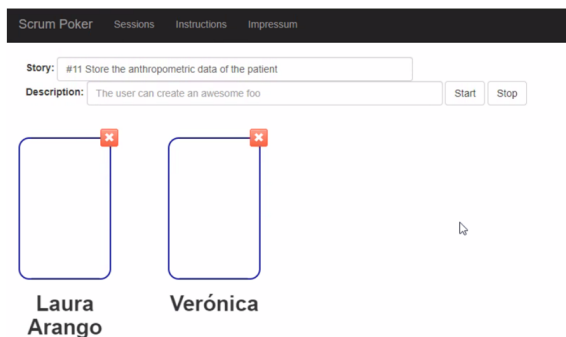 Scrum Poker Sessions Instructions Impressum
Story: #11 Store the anthropometric data of the patient
Description: The user can create an awesome foo Start Stop
Laura Verónica
Arango